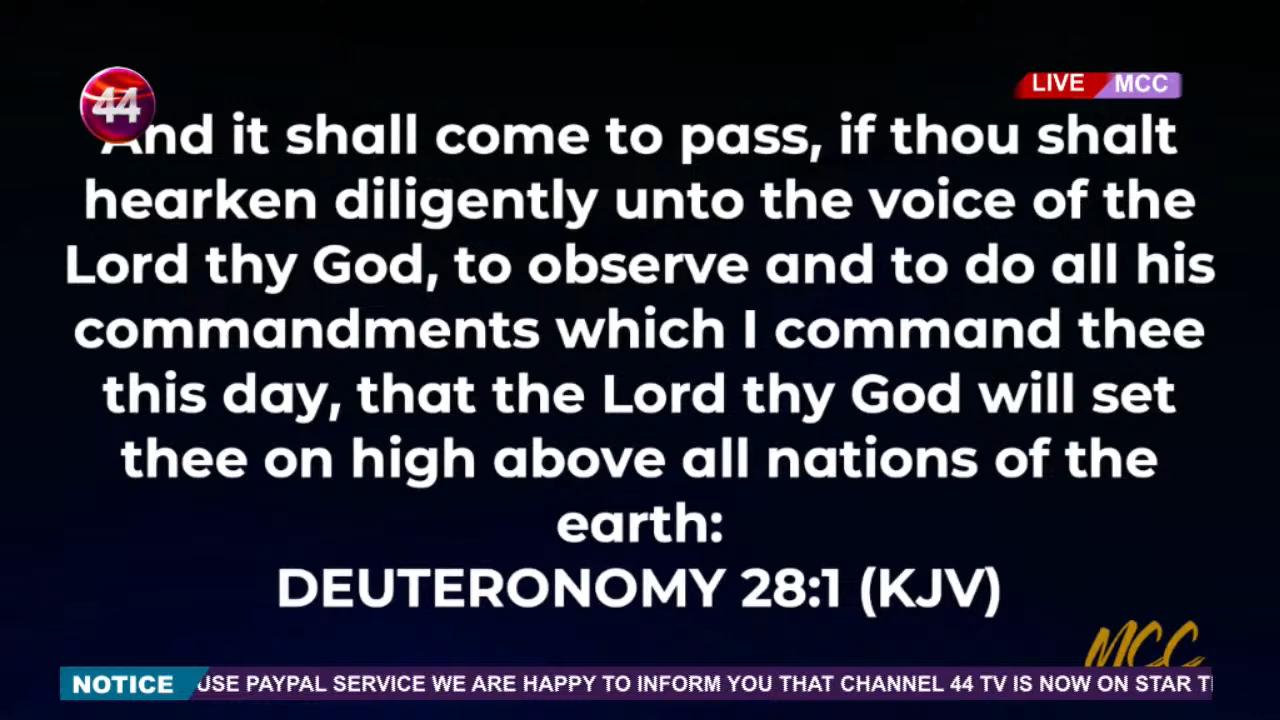 44
LIVE MCC
And it shall come to pass, if thou shalt
hearken diligently unto the voice of the
Lord thy God, to observe and to do all his
commandments which I command thee
this day, that the Lord thy God will set
thee on high above all nations of the
earth:
DEUTERONOMY 28:1 (KJV)
MCC
NOTICE USE PAYPAL SERVICE WE ARE HAPPY TO INFORM YOU THAT CHANNEL 44 TV IS NOW ON STAR